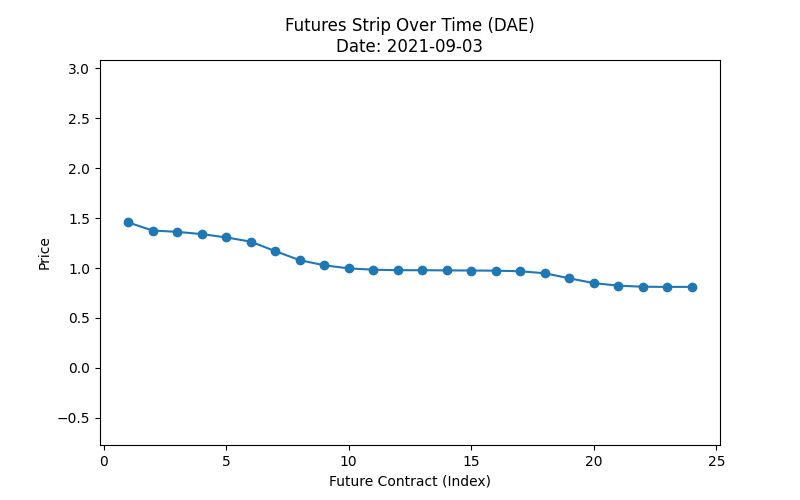 Futures Strip Over Time (DAE)
Date: 2021-09-03
3.0
2.5
2.0
1.5
1.0
0.5
0.0
−0.5
Price
0 5 10 15 20 25
Future Contract (Index)